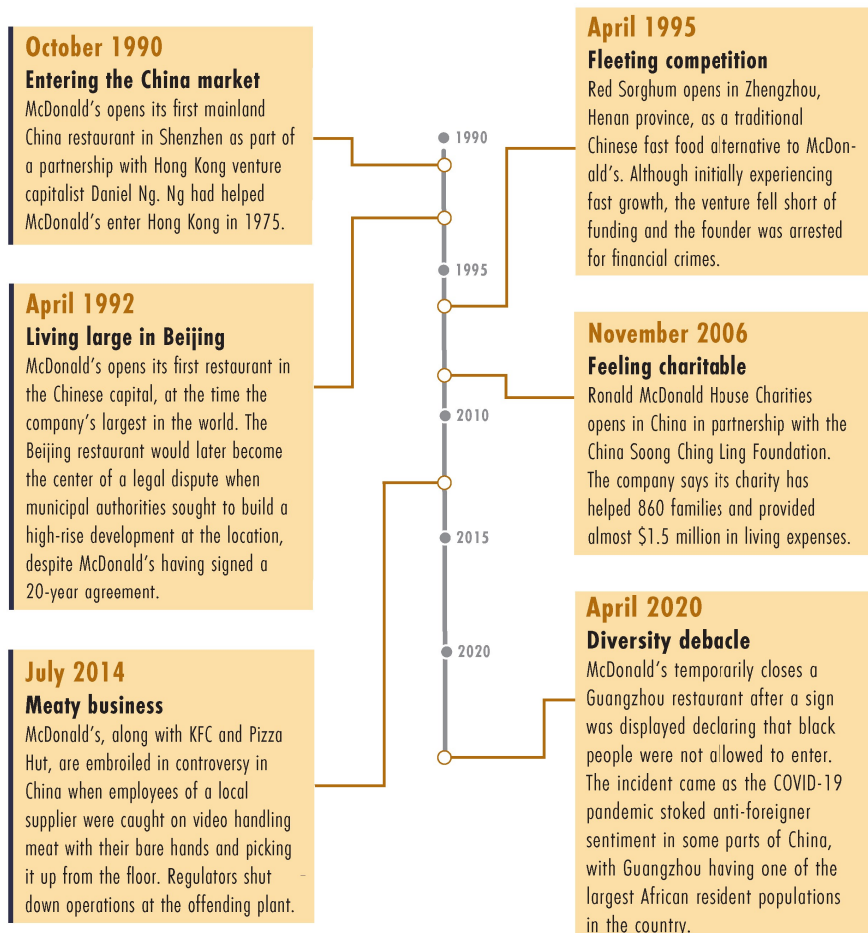 October 1990
Entering the China market
McDonald's opens its first mainland
China restaurant in Shenzhen as part of
a partnership with Hong Kong venture
capitalist Daniel Ng. Ng had helped
McDonald's enter Hong Kong in 1975.
April 1992
Living large in Beijing
McDonald's opens its first restaurant in
the Chinese capital, at the time the
company's largest in the world. The
Beijing restaurant would later become
the center of a legal dispute when
municipal authorities sought to build a
high-rise development at the location,
despite McDonald's having signed a
20-year agreement.
July 2014
Meaty business
McDonald's, along with KFC and Pizza
Hut, are embroiled in controversy in
China when employees of a local
supplier were caught on video handling
meat with their bare hands and picking
it up from the floor. Regulators shut
down operations at the offending plant.
1990
1995
2010
2015
2020
April 1995
Fleeting competition
Red Sorghum opens in Zhengzhou,
Henan province, as a traditional
Chinese fast food alternative to McDon-
ald's. Although initially experiencing
fast growth, the venture fell short of
funding and the founder was arrested
for financial crimes.
November 2006
Feeling charitable
Ronald McDonald House Charities
opens in China in partnership with the
China Soong Ching Ling Foundation.
The company says its charity has
helped 860 families and provided
almost $1.5 million in living expenses.
April 2020
Diversity debacle
McDonald's temporarily closes a
Guangzhou restaurant after a sign
was displayed declaring that black
people were not allowed to enter.
The incident came as the COVID-19
pandemic stoked anti-foreigner
sentiment in some parts of China,
with Guangzhou having one of the
largest African resident populations
in the country.